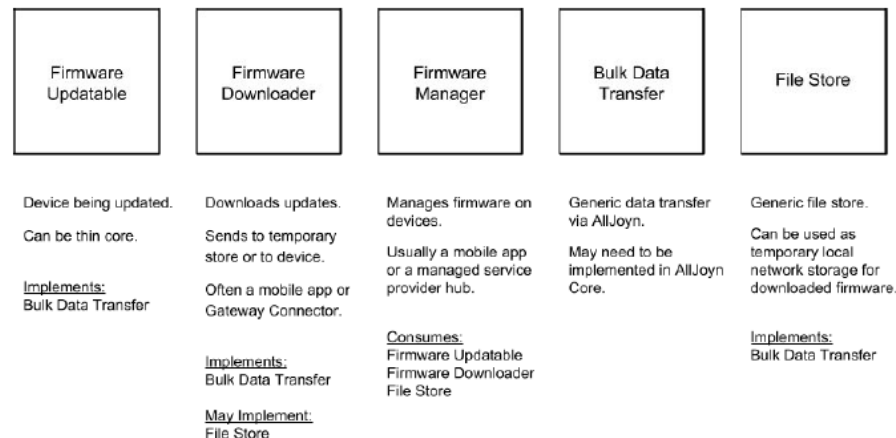 Firmware
Updatable
Firmware
Downloader
Firmware
Manager
Bulk Data
Transfer
File Store
Device being updated.
Can be thin core.
Implements:
Bulk Data Transfer
Downloads updates.
Sends to temporary
store or to device.
Often a mobile app or
Gateway Connector.
Implements:
Bulk Data Transfer
May Implement:
File Store
Manages firmware on
devices.
Usually a mobile app
or a managed service
provider hub.
Consumes:
Firmware Updatable
Firmware Downloader
File Store
Generic data transfer
via AllJoyn.
May need to be
implemented in AllJoyn
Core.
Generic file store.
Can be used as
temporary local
network storage for
downloaded firmware.
Implements:
Bulk Data Transfer